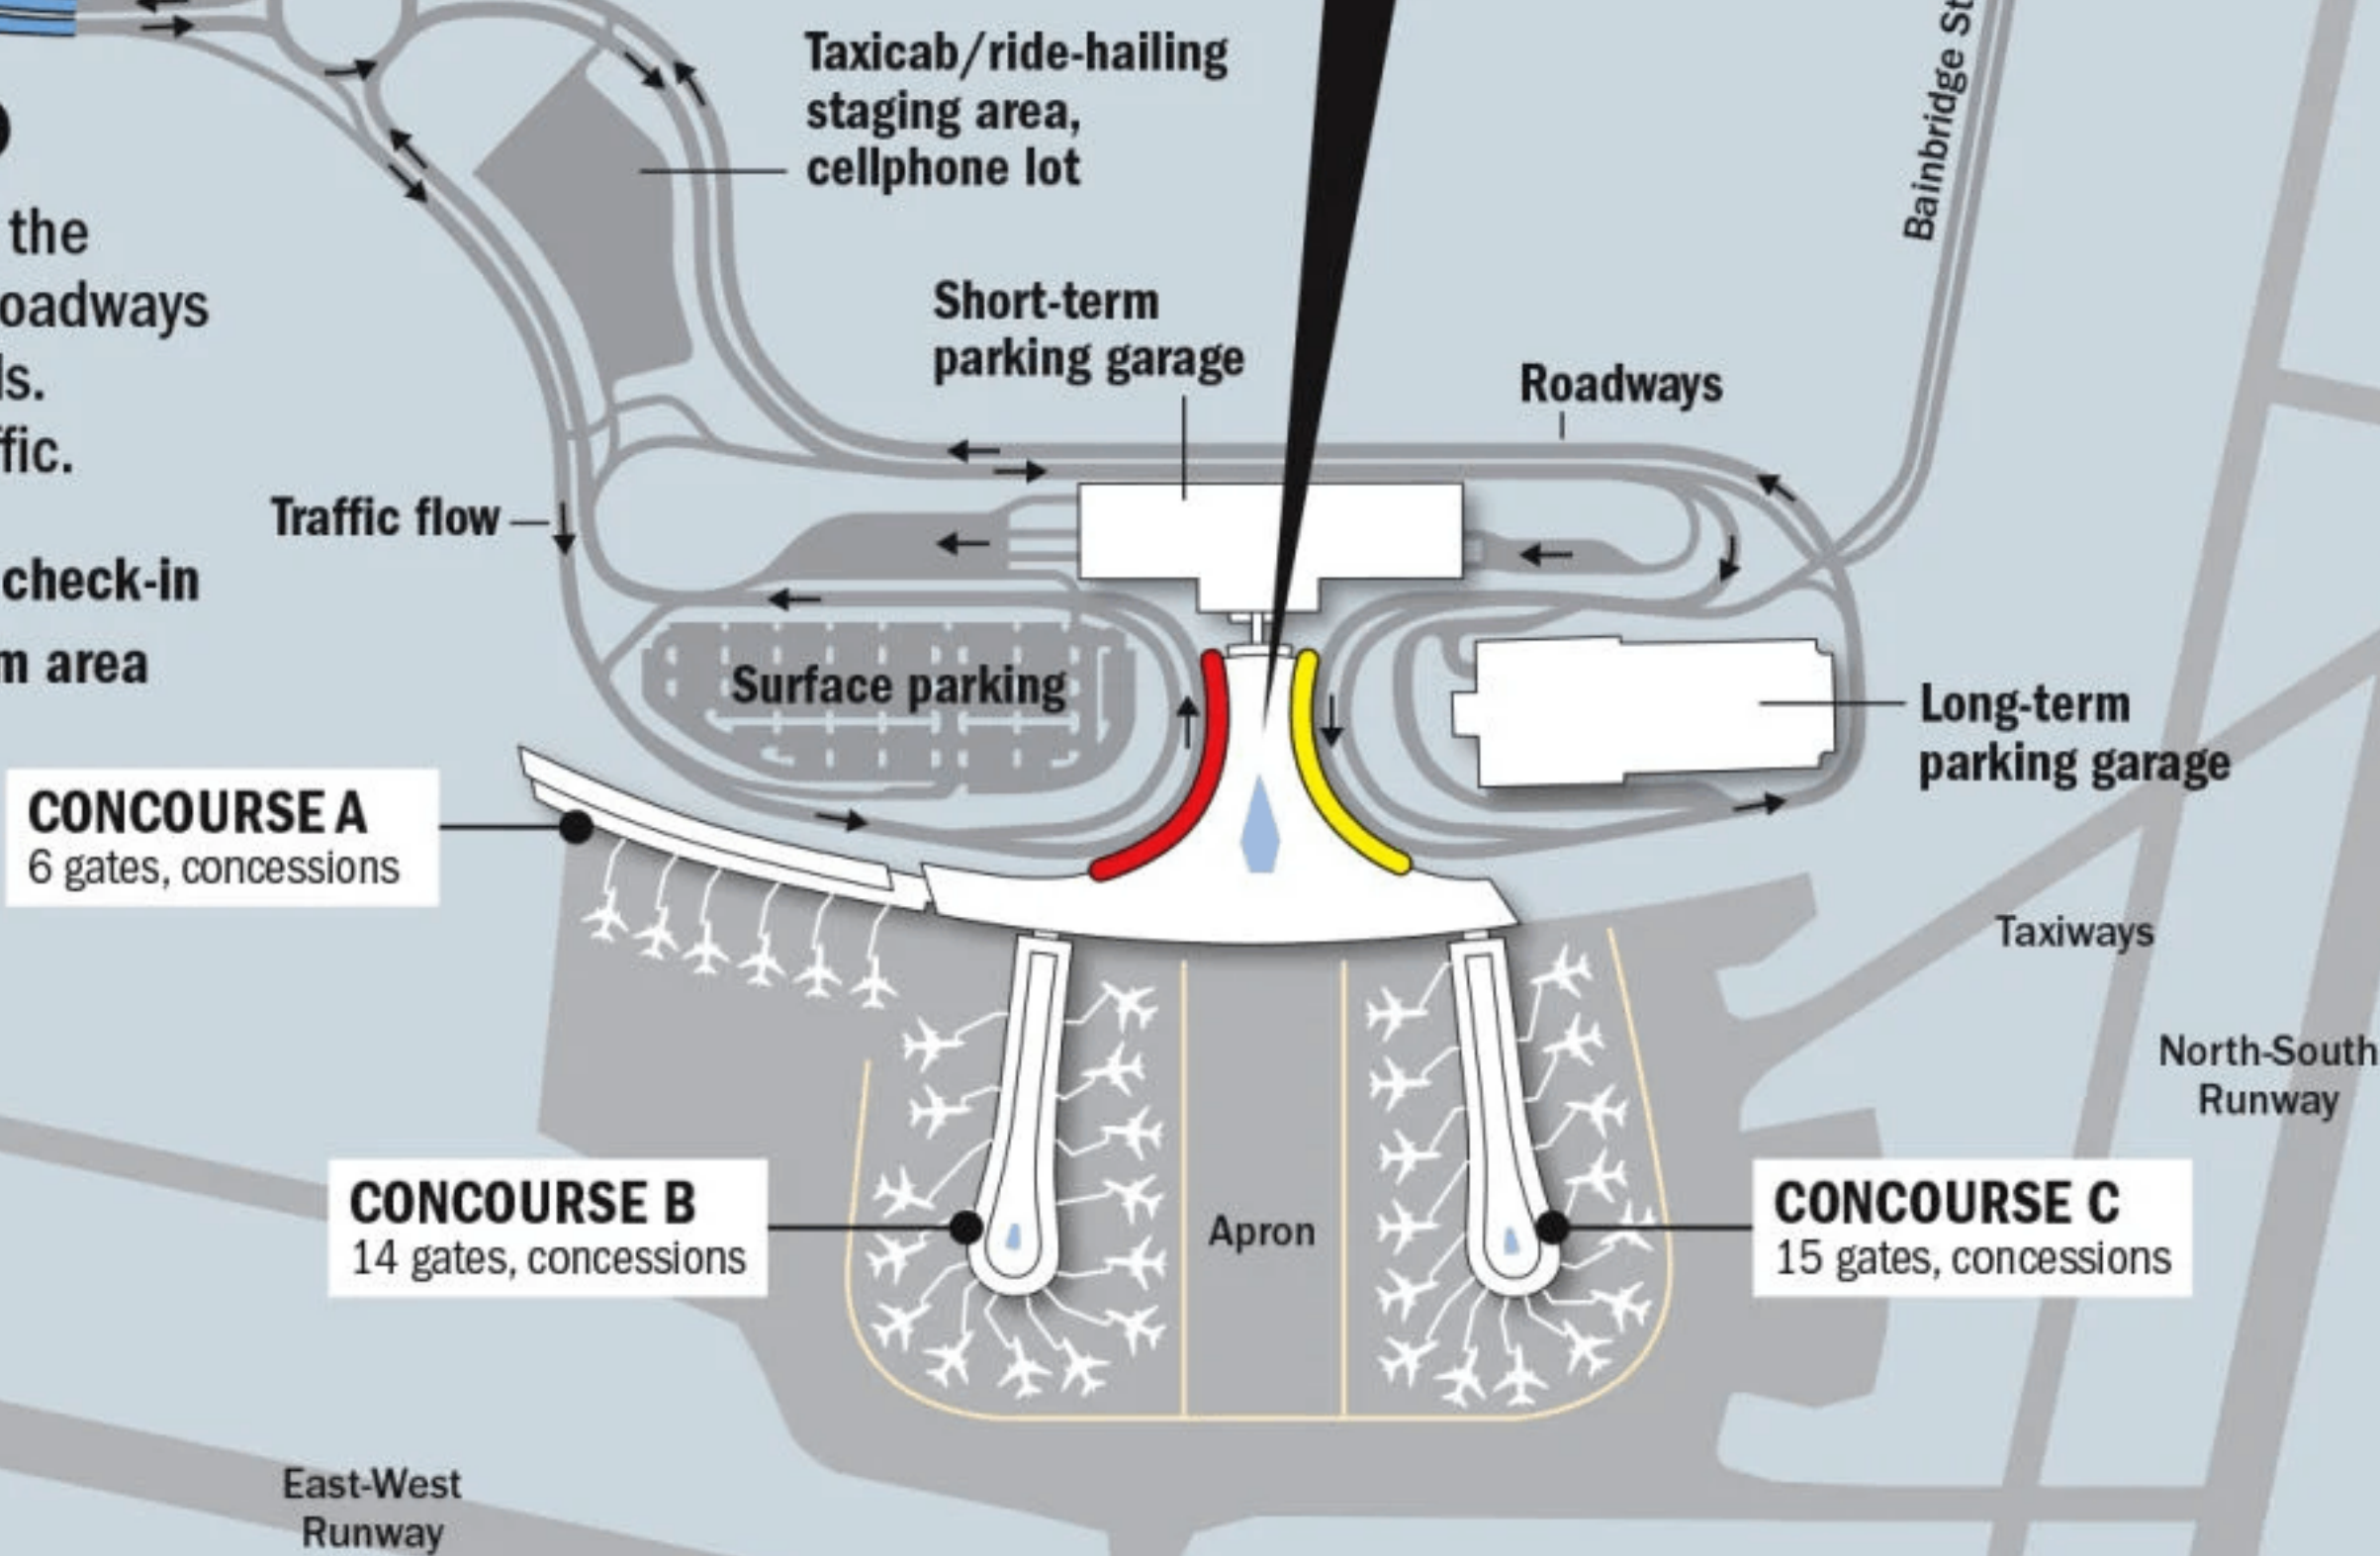 Taxicab/ride-hailing
staging area,
cellphone lot
Bainbridge St
the
oadways
ls.
ffic.
check-in
m area
Short-term
parking garage
Roadways
Traffic flow
Surface parking
Long-term
parking garage
CONCOURSE A
6 gates, concessions
Taxiways
North-South
Runway
CONCOURSE B
14 gates, concessions
Apron
CONCOURSE C
15 gates, concessions
East-West
Runway